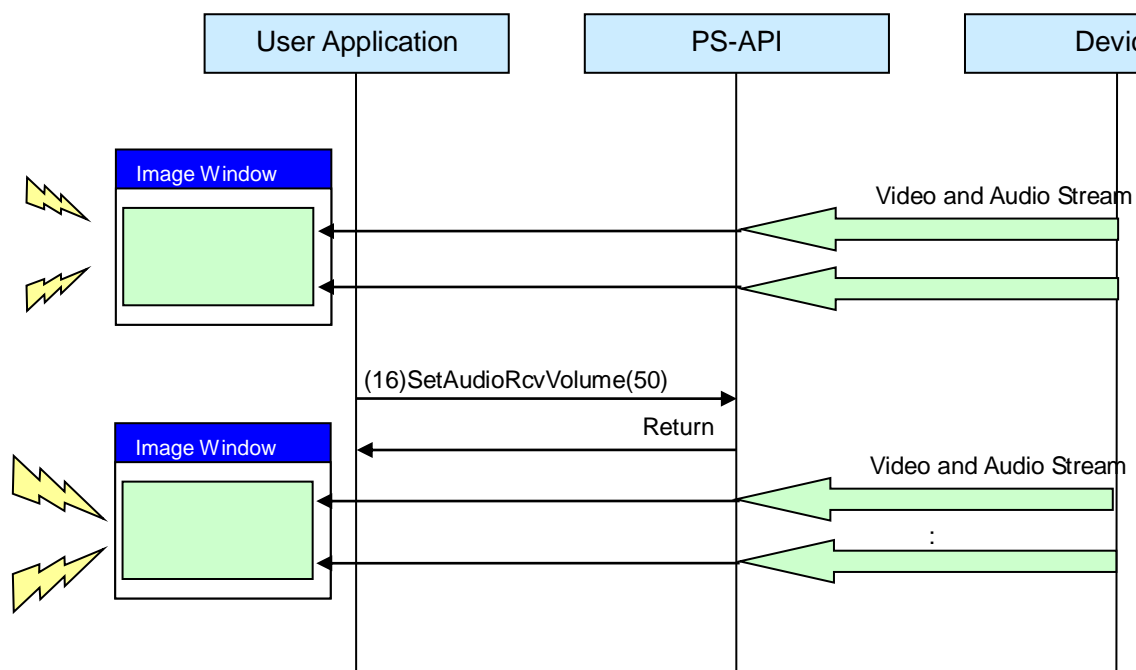 User Application
PS-API
Devic
Image Window
Video and Audio Stream
(16)SetAudioRcvVolume(50)
Return
Image Window
Video and Audio Stream
: